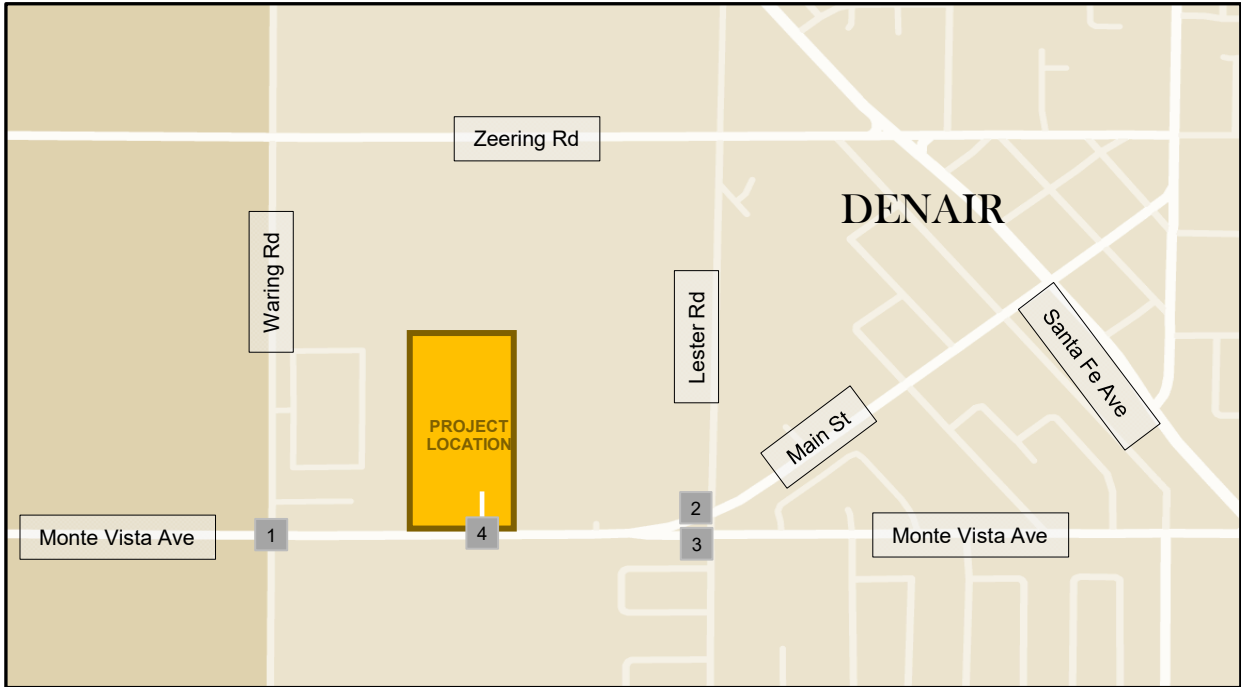 Zeering Rd
DENAIR
Waring Rd
Lester Rd
Santa Fe Ave
Main St
PROJECT
LOCATION
Monte Vista Ave
1
4
2
3
Monte Vista Ave